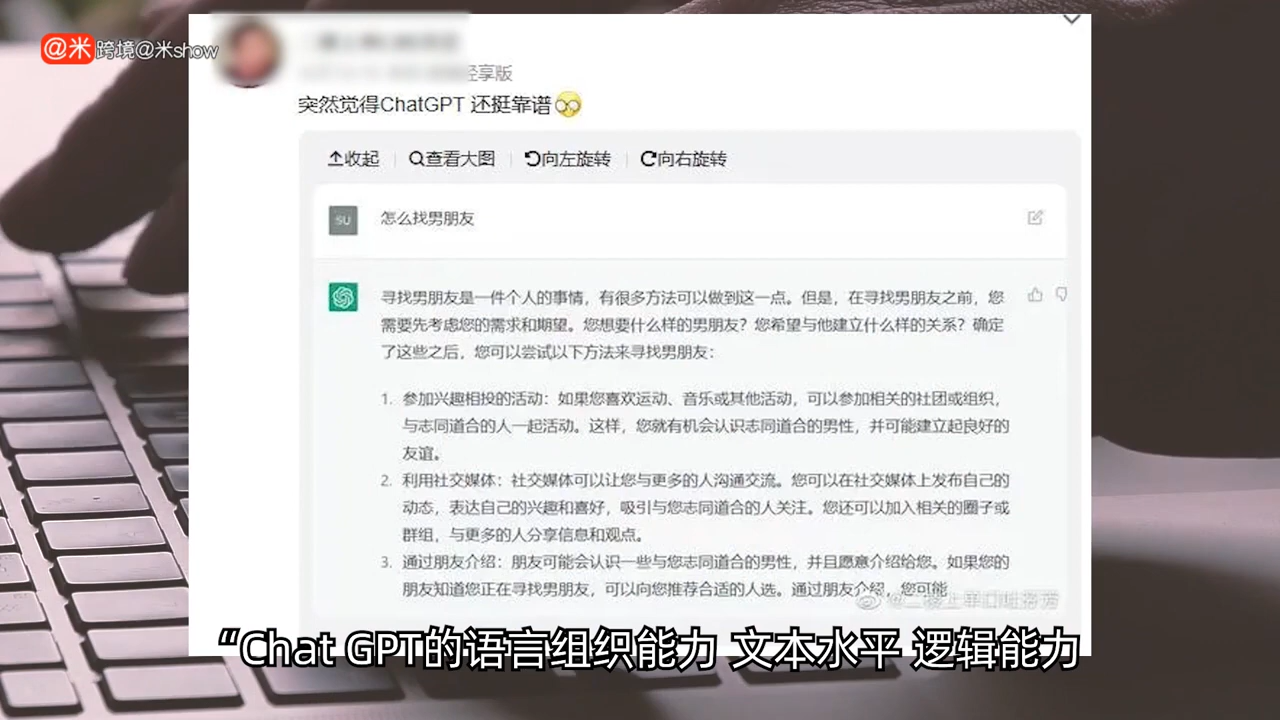 @米 跨境@米show
轻享版
突然觉得ChatGPT 还挺靠谱
收起 查看大图 向左旋转 向右旋转
SU 怎么找男朋友
寻找男朋友是一件个人的事情，有很多方法可以做到这一点。但是，在寻找男朋友之前，您
需要先考虑您的需求和期望。您想要什么样的男朋友？您希望与他建立什么样的关系？确定
了这些之后，您可以尝试以下方法来寻找男朋友：
1. 参加兴趣相投的活动：如果您喜欢运动、音乐或其他活动，可以参加相关的社团或组织，
与志同道合的人一起活动。这样，您就有机会认识志同道合的男性，并可能建立起良好的
友谊。
2. 利用社交媒体：社交媒体可以让您与更多的人沟通交流。您可以在社交媒体上发布自己的
动态，表达自己的兴趣和喜好，吸引与您志同道合的人关注。您还可以加入相关的圈子或
群组，与更多的人分享信息和观点。
3. 通过朋友介绍：朋友可能会认识一些与您志同道合的男性，并且愿意介绍给您。如果您的
朋友知道您正在寻找男朋友，可以向您推荐合适的人选。通过朋友介绍，您可能
“Chat GPT的语言组织能力 文本水平 逻辑能力